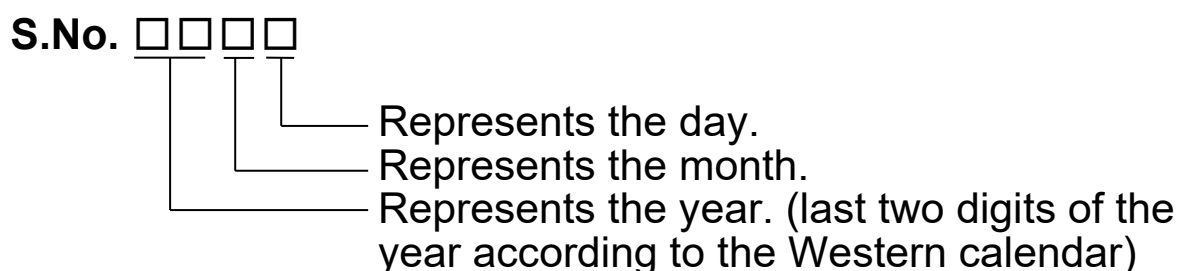 S.No. □□□□
Represents the day.
Represents the month.
Represents the year. (last two digits of the
year according to the Western calendar)